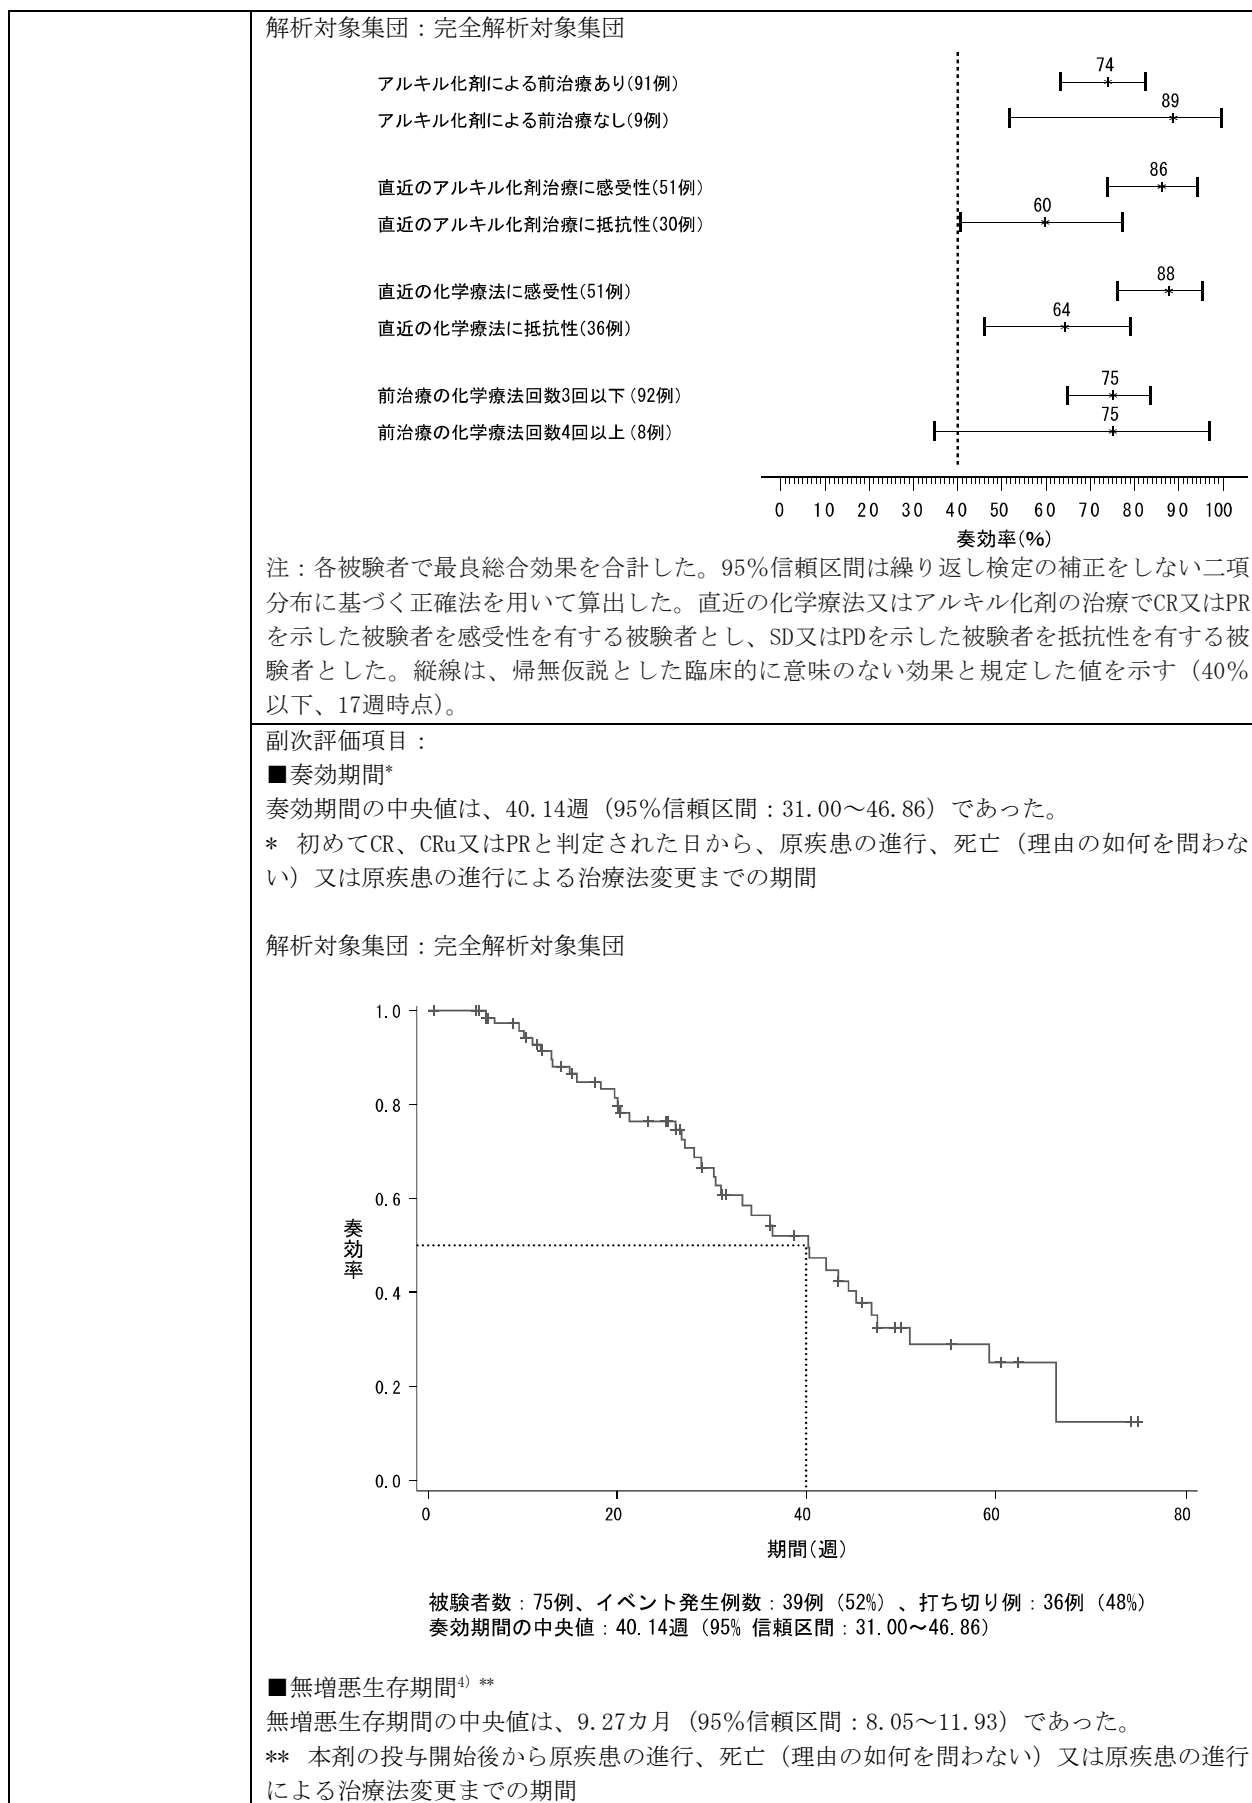 解析対象集団：完全解析対象集団
アルキル化剤による前治療あり(91例)
74
アルキル化剤による前治療なし(9例)
89
直近のアルキル化剤治療に感受性(51例)
86
直近のアルキル化剤治療に抵抗性(30例)
60
直近の化学療法に感受性(51例)
88
直近の化学療法に抵抗性(36例)
64
前治療の化学療法回数3回以下(92例)
75
前治療の化学療法回数4回以上(8例)
75
0 10 20 30 40 50 60 70 80 90 100
奏効率(%)
注：各被験者で最良総合効果を合計した。95％信頼区間は繰り返し検定の補正をしない二項
分布に基づく正確法を用いて算出した。直近の化学療法又はアルキル化剤の治療でCR又はPR
を示した被験者を感受性を有する被験者とし、SD又はPDを示した被験者を抵抗性を有する被
験者とした。縦線は、帰無仮説とした臨床的に意味のない効果と規定した値を示す（40％
以下、17週時点）。
副次評価項目：
■奏効期間*
奏効期間の中央値は、40.14週（95％信頼区間：31.00～46.86）であった。
* 初めてCR、CRu又はPRと判定された日から、原疾患の進行、死亡（理由の如何を問わな
い）又は原疾患の進行による治療法変更までの期間
解析対象集団：完全解析対象集団
1.0
0.8
0.6
奏効率
0.4
0.2
0.0
0 20 40 60 80
期間(週)
被験者数：75例、イベント発生例数：39例（52%）、打ち切り例：36例（48%）
奏効期間の中央値：40.14週（95% 信頼区間：31.00～46.86）
■無増悪生存期間4) **
無増悪生存期間の中央値は、9.27カ月（95％信頼区間：8.05～11.93）であった。
** 本剤の投与開始後から原疾患の進行、死亡（理由の如何を問わない）又は原疾患の進行
による治療法変更までの期間